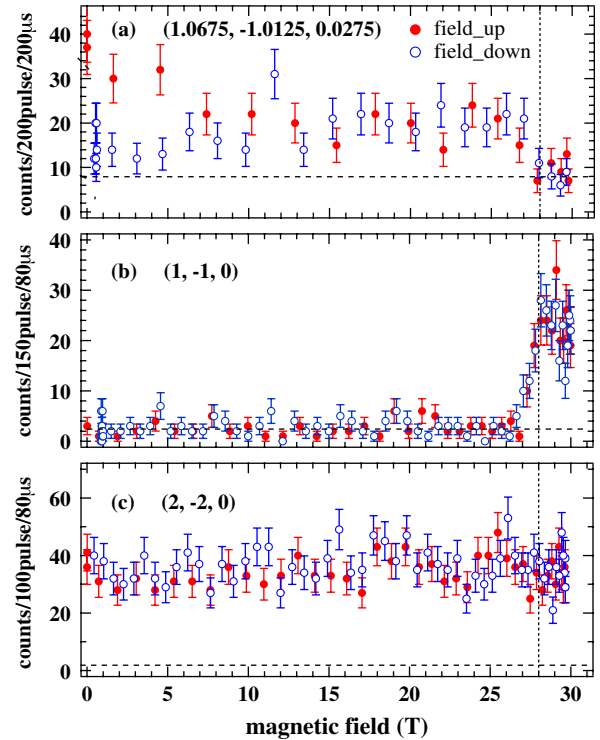 counts/200pulse/200μs
40
30
20
10
0
(a) (1.0675, -1.0125, 0.0275)
field_up
field_down
counts/150pulse/80μs
40
30
20
10
0
(b) (1, -1, 0)
counts/100pulse/80μs
60
40
20
0
(c) (2, -2, 0)
0 5 10 15 20 25 30
magnetic field (T)